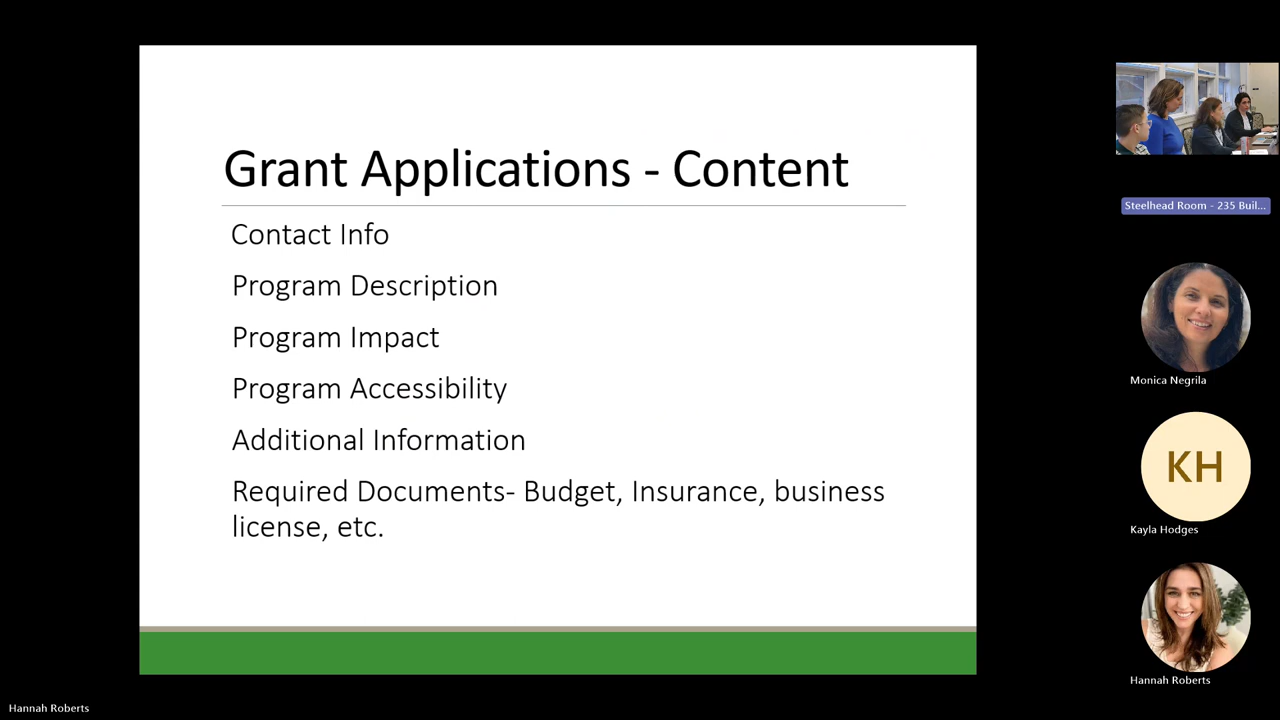 Grant Applications - Content
Contact Info
Program Description
Program Impact
Program Accessibility
Additional Information
Required Documents- Budget, Insurance, business
license, etc.
Steelhead Room - 235 Buil...
Monica Negrila
KH
Kayla Hodges
Hannah Roberts
Hannah Roberts